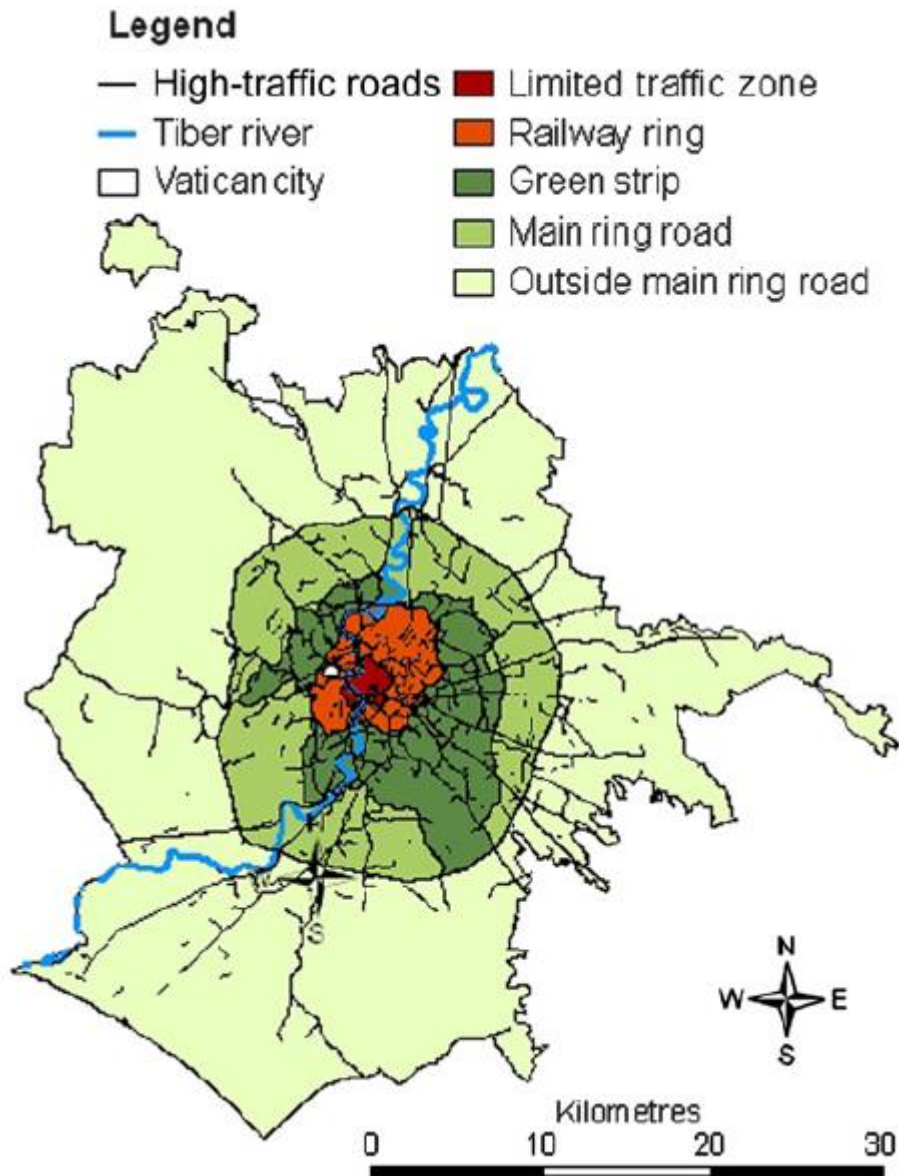 Legend
High-traffic roads
Tiber river
Vatican city
Limited traffic zone
Railway ring
Green strip
Main ring road
Outside main ring road
S
N
W E
S
Kilometres
0 10 20 30